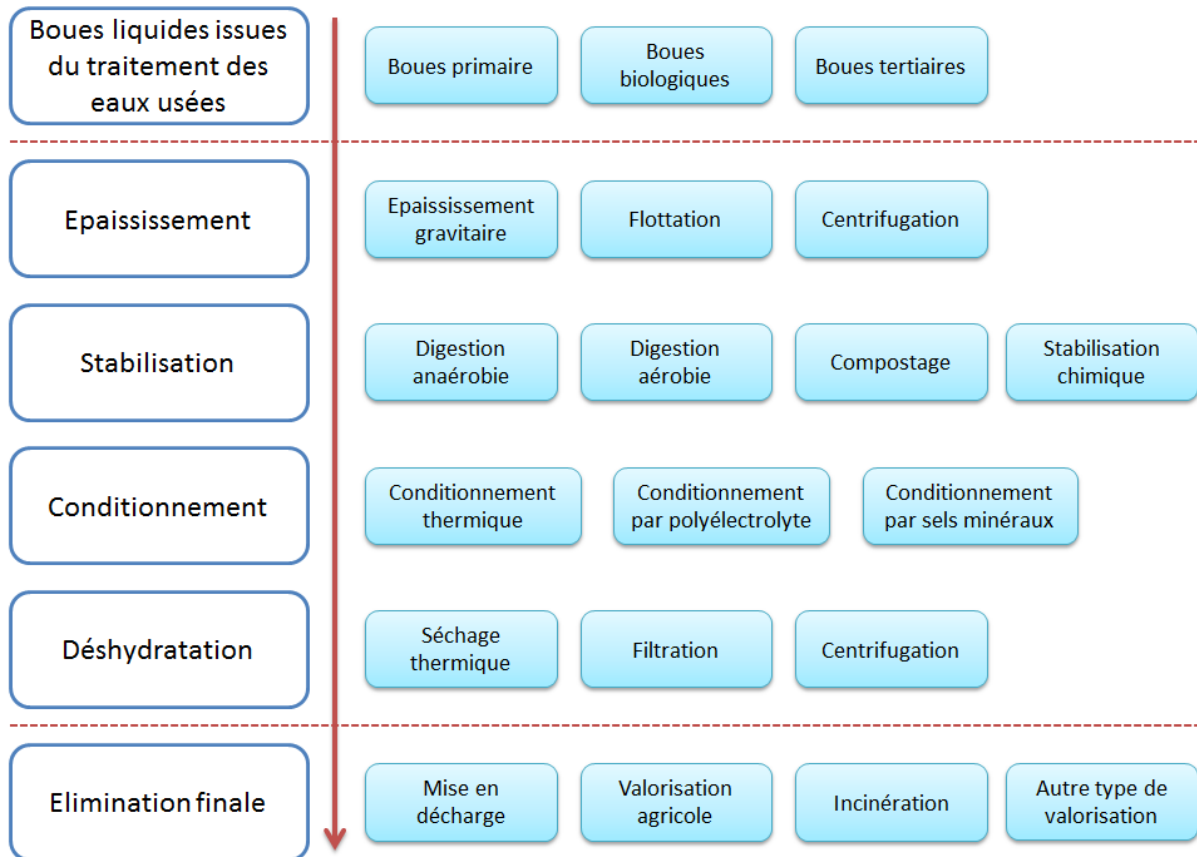 Boues liquides issues
du traitement des
eaux usées
Boues primaire
Boues
biologiques
Boues tertiaires
Epaississement
Epaississement
gravitaire
Flottation
Centrifugation
Stabilisation
Digestion
anaérobie
Digestion
aérobie
Compostage
Stabilisation
chimique
Conditionnement
Conditionnement
thermique
Conditionnement
par polyélectrolyte
Conditionnement
par sels minéraux
Déshydratation
Séchage
thermique
Filtration
Centrifugation
Elimination finale
Mise en
décharge
Valorisation
agricole
Incinération
Autre type de
valorisation